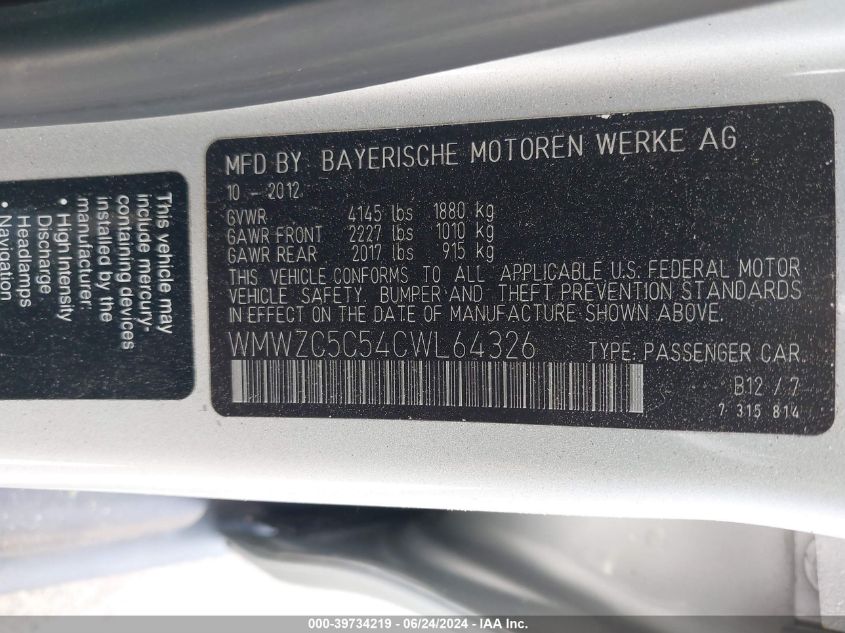 This vehicle may
include mercury-
containing devices
installed by the
manufacturer:
• High Intensity
Discharge
Headlamps
• Navigation
MFD BY: BAYERISCHE MOTOREN WERKE AG
10 - 2012
GVWR 4145 lbs 1880 kg
GAWR FRONT 2227 lbs 1010 kg
GAWR REAR 2017 lbs 915 kg
THIS VEHICLE CONFORMS TO ALL APPLICABLE U.S. FEDERAL MOTOR
VEHICLE SAFETY, BUMPER AND THEFT PREVENTION STANDARDS
IN EFFECT ON THE DATE OF MANUFACTURE SHOWN ABOVE.
WMWZC5C54CWL64326 TYPE: PASSENGER CAR.
B12 / 7
7 315 814
000-39734219 - 06/24/2024 - IAA Inc.